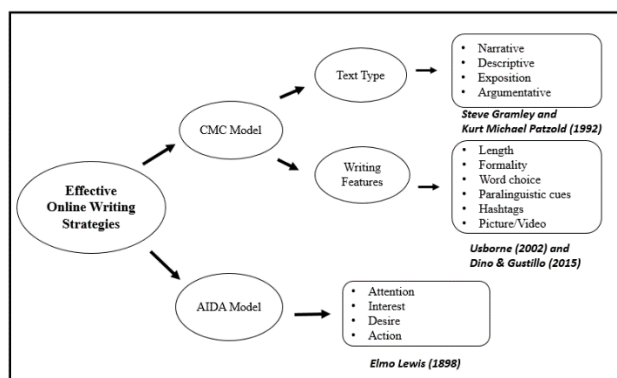 Effective
Online Writing
Strategies
CMC Model
Text Type
• Narrative
• Descriptive
• Exposition
• Argumentative
Steve Gramley and
Kurt Michael Patzold (1992)
Writing
Features
• Length
• Formality
• Word choice
• Paralinguistic cues
• Hashtags
• Picture/Video
Usborne (2002) and
Dino & Gustillo (2015)
AIDA Model
• Attention
• Interest
• Desire
• Action
Elmo Lewis (1898)